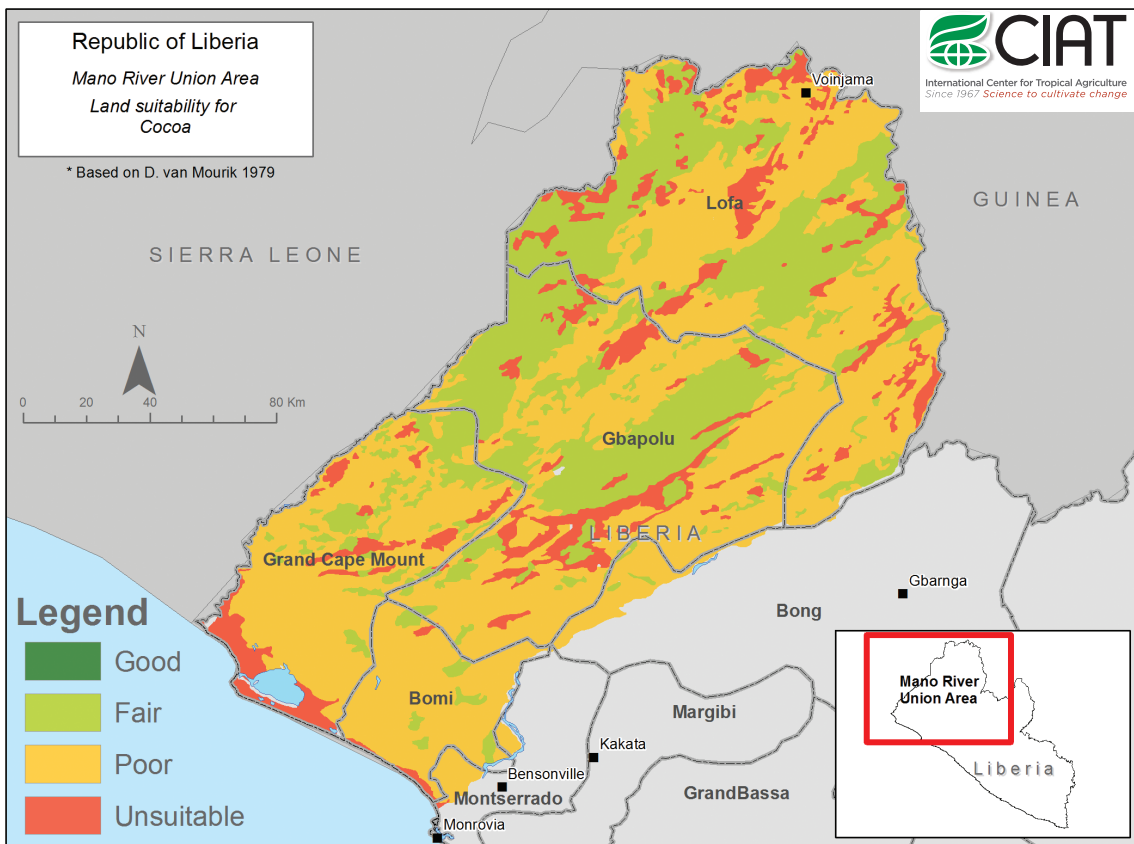 Republic of Liberia
Mano River Union Area
Land suitability for
Cocoa
* Based on D. van Mourik 1979
CIAT
International Center for Tropical Agriculture
Since 1967 Science to cultivate change
Voinjama
GUINEA
Lofa
SIERRA LEONE
N
0 20 40 80 Km
Gbapolu
LIBERIA
Grand Cape Mount
Gbarnga
Bong
Legend
Good
Fair
Poor
Unsuitable
Bomi
Margibi
Kakata
Bensonville
Montserrado
GrandBassa
Monrovia
Mano River
Union Area
Liberia